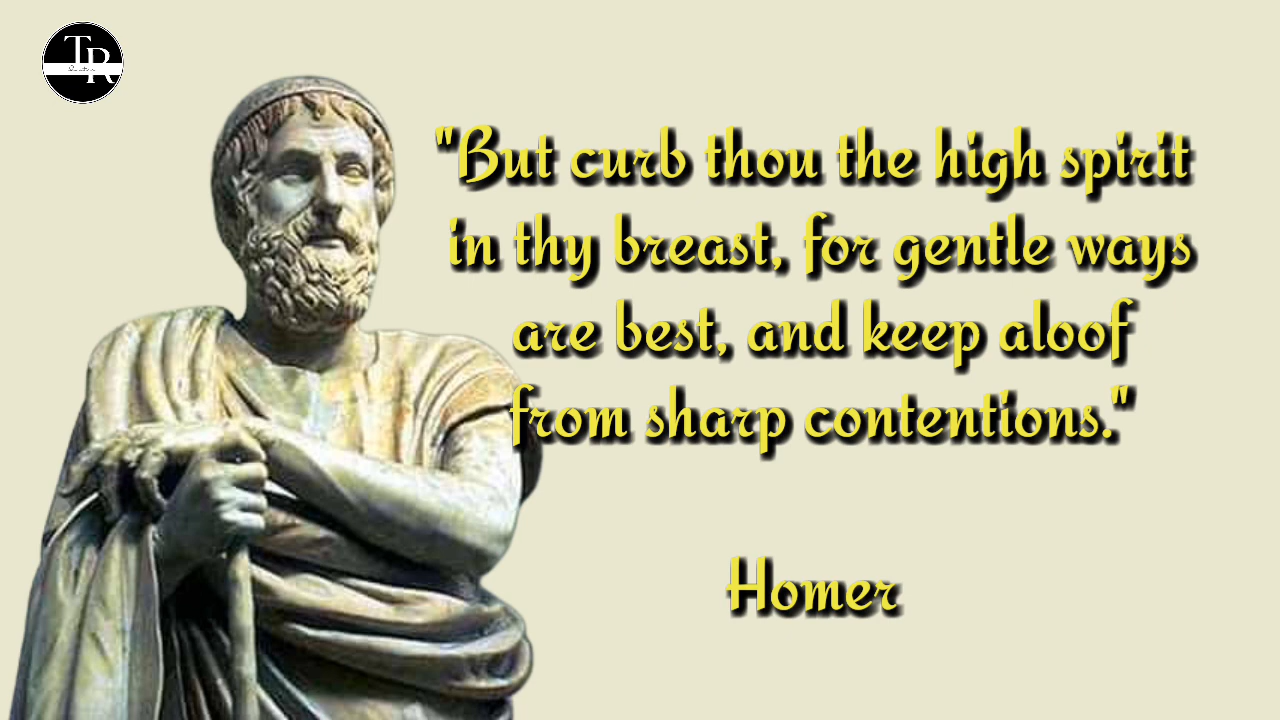 TR
"But curb thou the high spirit
in thy breast, for gentle ways
are best, and keep aloof
from sharp contentions."
Homer